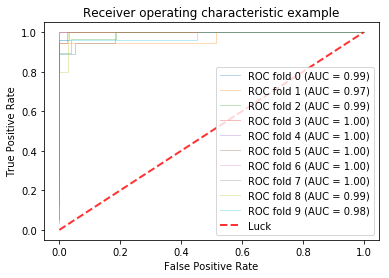 Receiver operating characteristic example
True Positive Rate
1.0
0.8
0.6
0.4
0.2
0.0
ROC fold 0 (AUC = 0.99)
ROC fold 1 (AUC = 0.97)
ROC fold 2 (AUC = 0.99)
ROC fold 3 (AUC = 1.00)
ROC fold 4 (AUC = 1.00)
ROC fold 5 (AUC = 1.00)
ROC fold 6 (AUC = 1.00)
ROC fold 7 (AUC = 1.00)
ROC fold 8 (AUC = 0.99)
ROC fold 9 (AUC = 0.98)
Luck
0.0 0.2 0.4 0.6 0.8 1.0
False Positive Rate